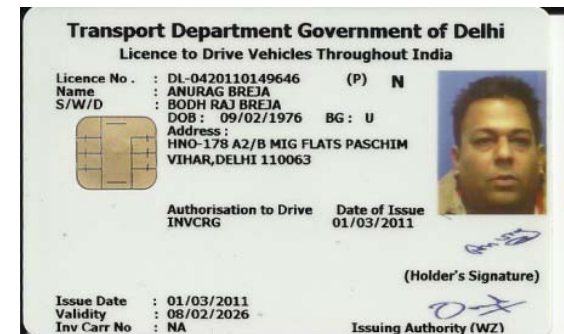 Transport Department Government of Delhi
Licence to Drive Vehicles Throughout India
Licence No. : DL-0420110149646 (P) N
Name : ANURAG BREJA
S/W/D : BODH RAJ BREJA
DOB : 09/02/1976 BG : U
Address :
HNO-178 A2/B MIG FLATS PASCHIM
VIHAR,DELHI 110063
Authorisation to Drive Date of Issue
INVCRG 01/03/2011
(Holder's Signature)
Issue Date : 01/03/2011
Validity : 08/02/2026
Inv Carr No : NA Issuing Authority (WZ)